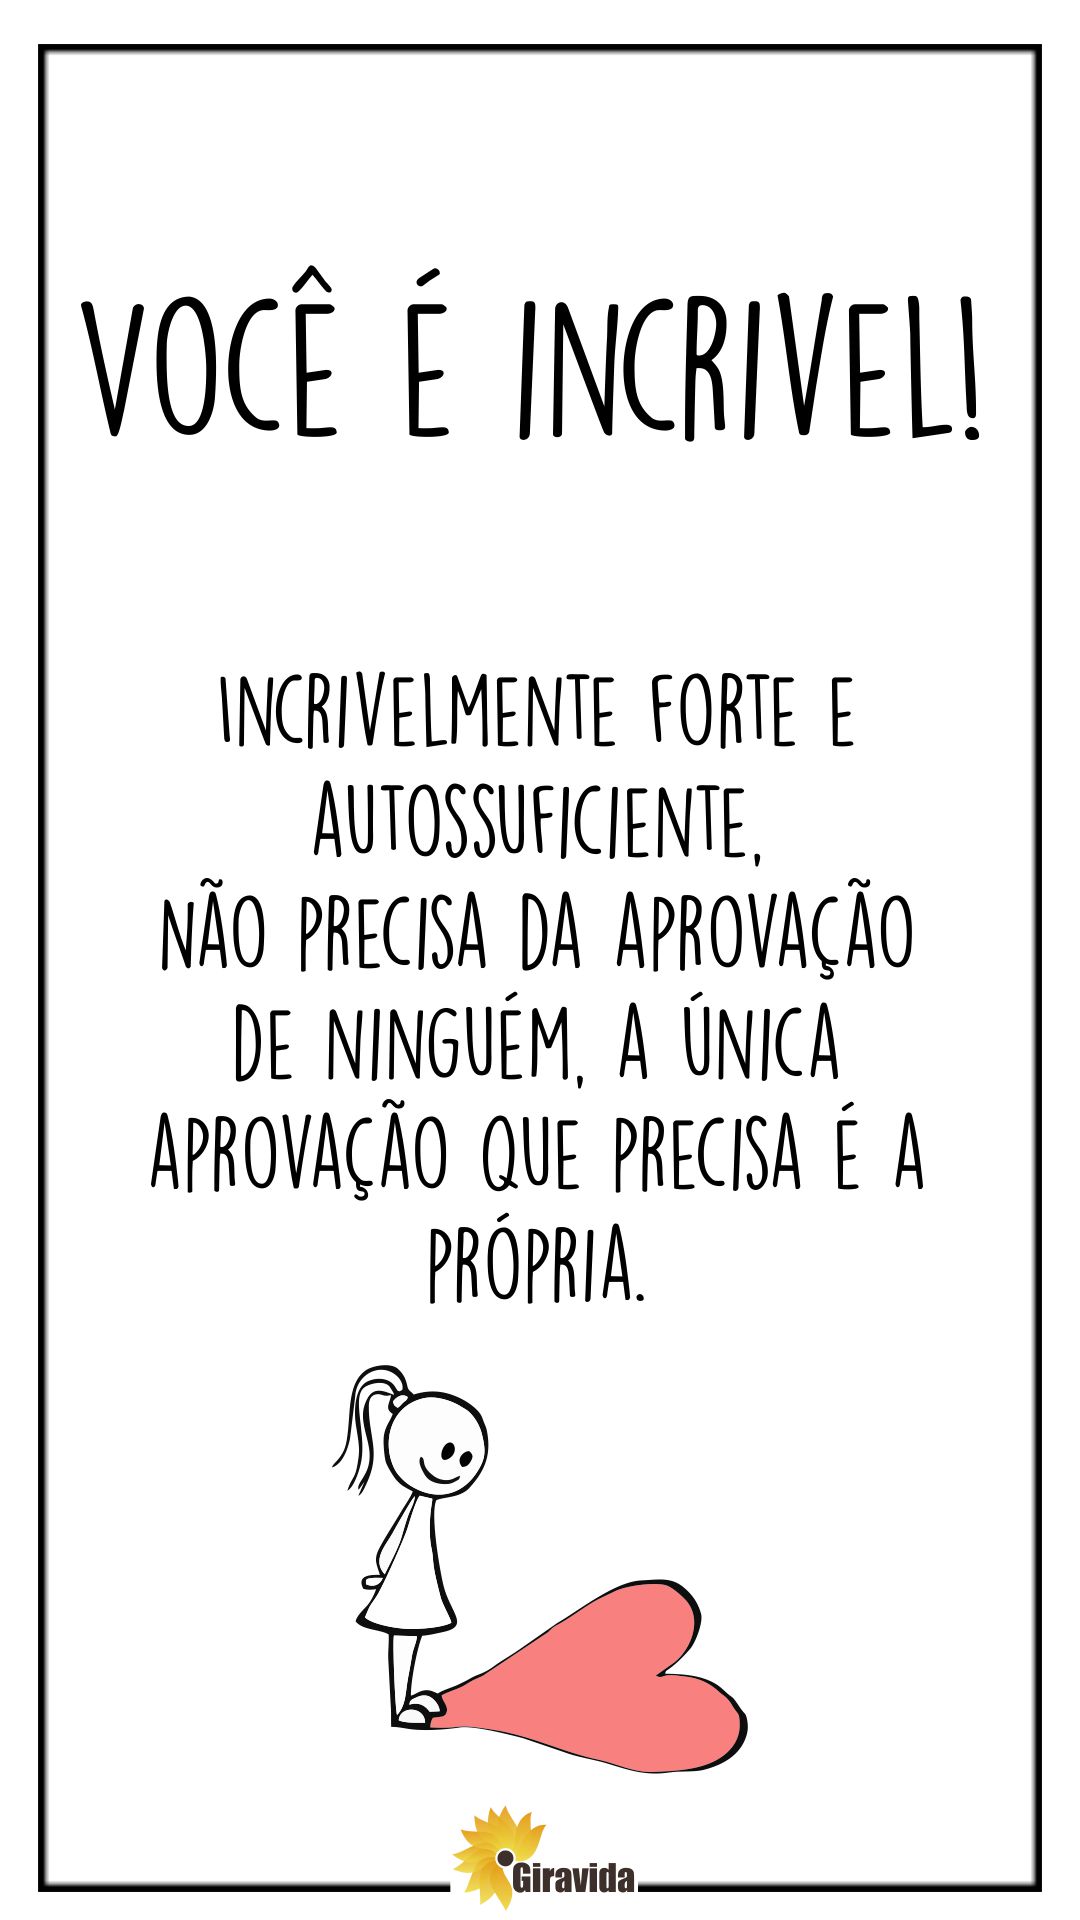 VOCÊ É INCRIVEL!
INCRIVELMENTE FORTE E
AUTOSSUFICIENTE,
NÃO PRECISA DA APROVAÇÃO
DE NINGUÉM, A ÚNICA
APROVAÇÃO QUE PRECISA É A
PRÓPRIA.
Giravida